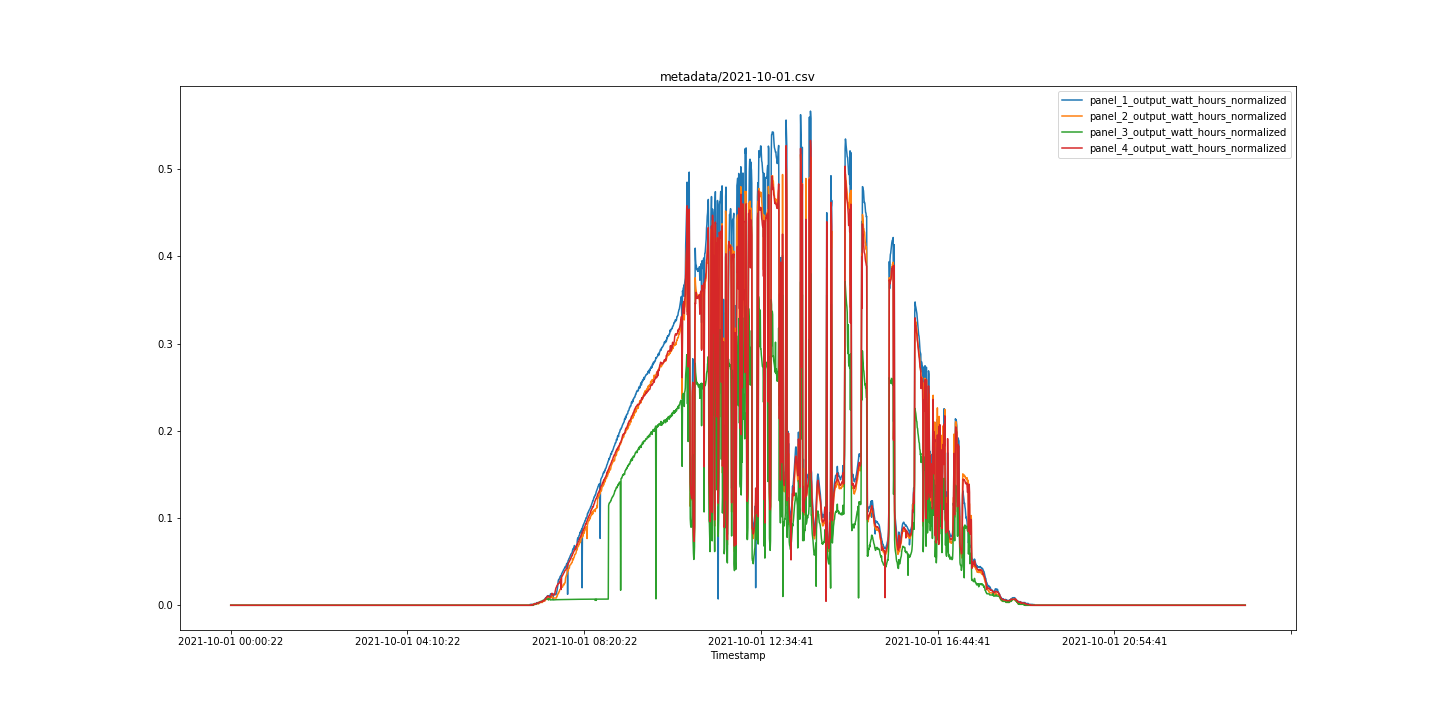 metadata/2021-10-01.csv
panel_1_output_watt_hours_normalized
panel_2_output_watt_hours_normalized
panel_3_output_watt_hours_normalized
panel_4_output_watt_hours_normalized
0.5
0.4
0.3
0.2
0.1
0.0
2021-10-01 00:00:22 2021-10-01 04:10:22 2021-10-01 08:20:22 2021-10-01 12:34:41 2021-10-01 16:44:41 2021-10-01 20:54:41
Timestamp